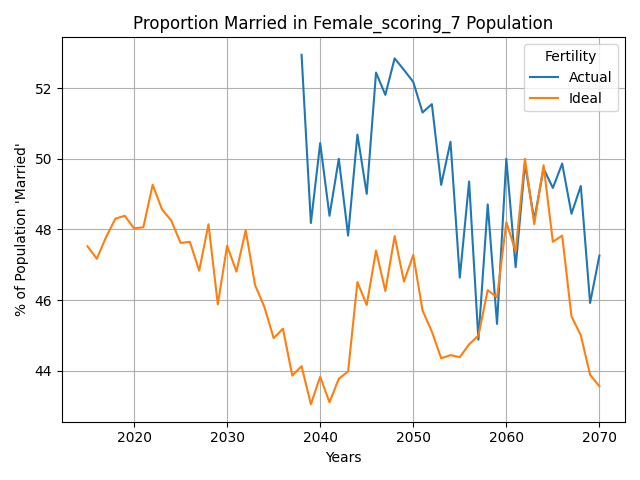 Proportion Married in Female_scoring_7 Population
Fertility
Actual
Ideal
% of Population 'Married'
52
50
48
46
44
2020
2030
2040
2050
2060
2070
Years